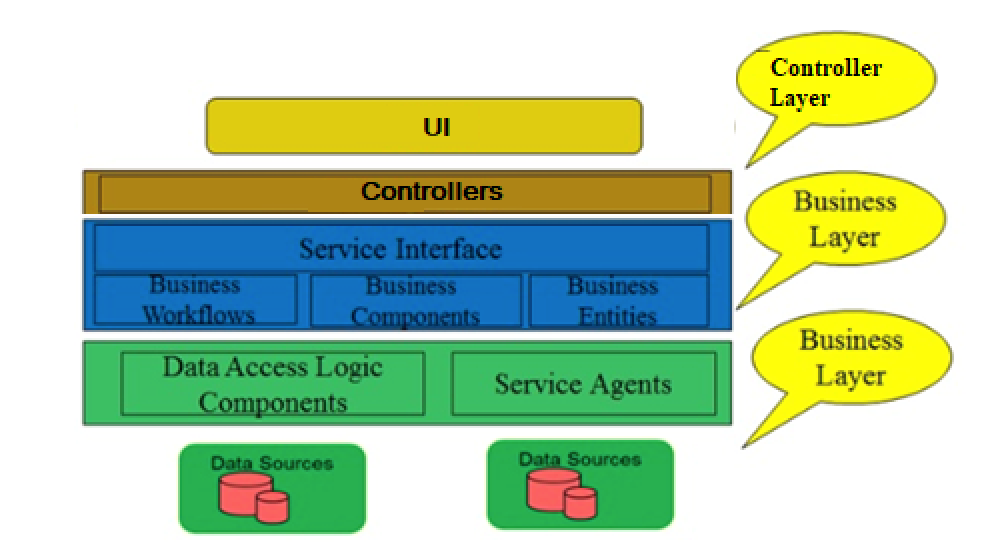 Controller
Layer
UI
Controllers
Business
Layer
Service Interface
Business
Workflows
Business
Components
Business
Entities
Business
Layer
Data Access Logic
Components
Service Agents
Data Sources
Data Sources